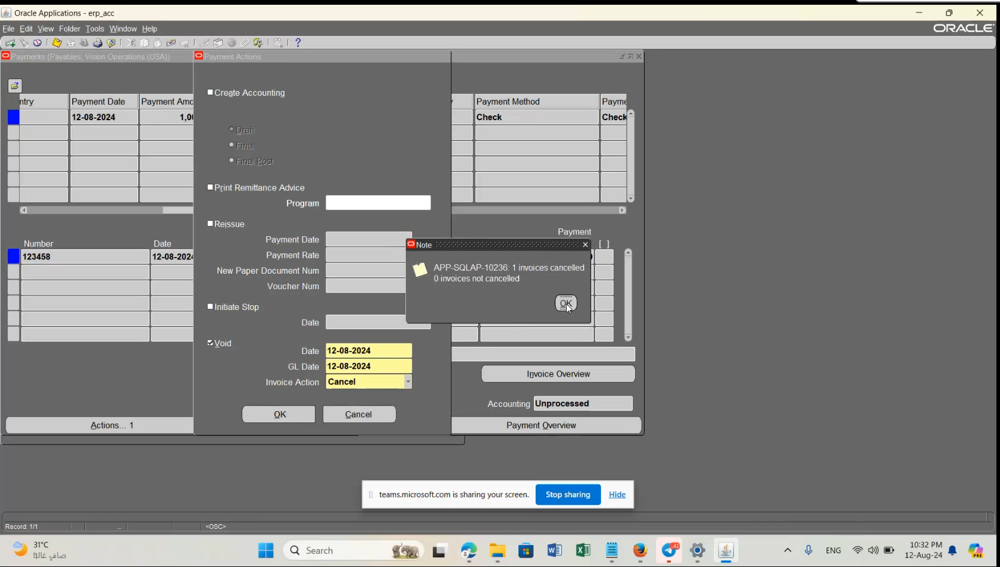 Oracle Applications - erp_acc
File Edit View Folder Tools Window Help
ORACLE
Payments (Payables, Vision Operations (USA))
Payment Actions
ntry
Payment Date
Payment Amo
Payment Method
Payme
12-08-2024
1,00
Check
Check
Create Accounting
Draft
Final
Final Post
Print Remittance Advice
Program
Reissue
Payment Date
Payment Rate
New Paper Document Num
Voucher Num
Initiate Stop
Date
Void
Date 12-08-2024
GL Date 12-08-2024
Invoice Action Cancel
OK
Cancel
Number
Date
123458
12-08-2024
Payment
[ ]
Note
APP-SQLAP-10236: 1 invoices cancelled
0 invoices not cancelled
OK
Invoice Overview
Accounting Unprocessed
Actions... 1
Payment Overview
teams.microsoft.com is sharing your screen.
Stop sharing
Hide
Record: 1/1
...
<OSC>
31°C
صافٍ غالبًا
Search
42
ENG
10:32 PM
12-Aug-24
PRE